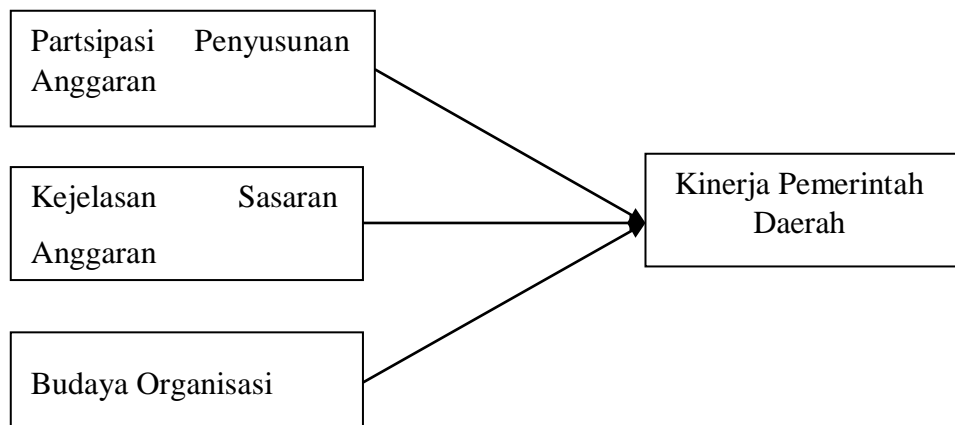 Partsipasi Penyusunan
Anggaran
Kejelasan Sasaran
Anggaran
Kinerja Pemerintah
Daerah
Budaya Organisasi